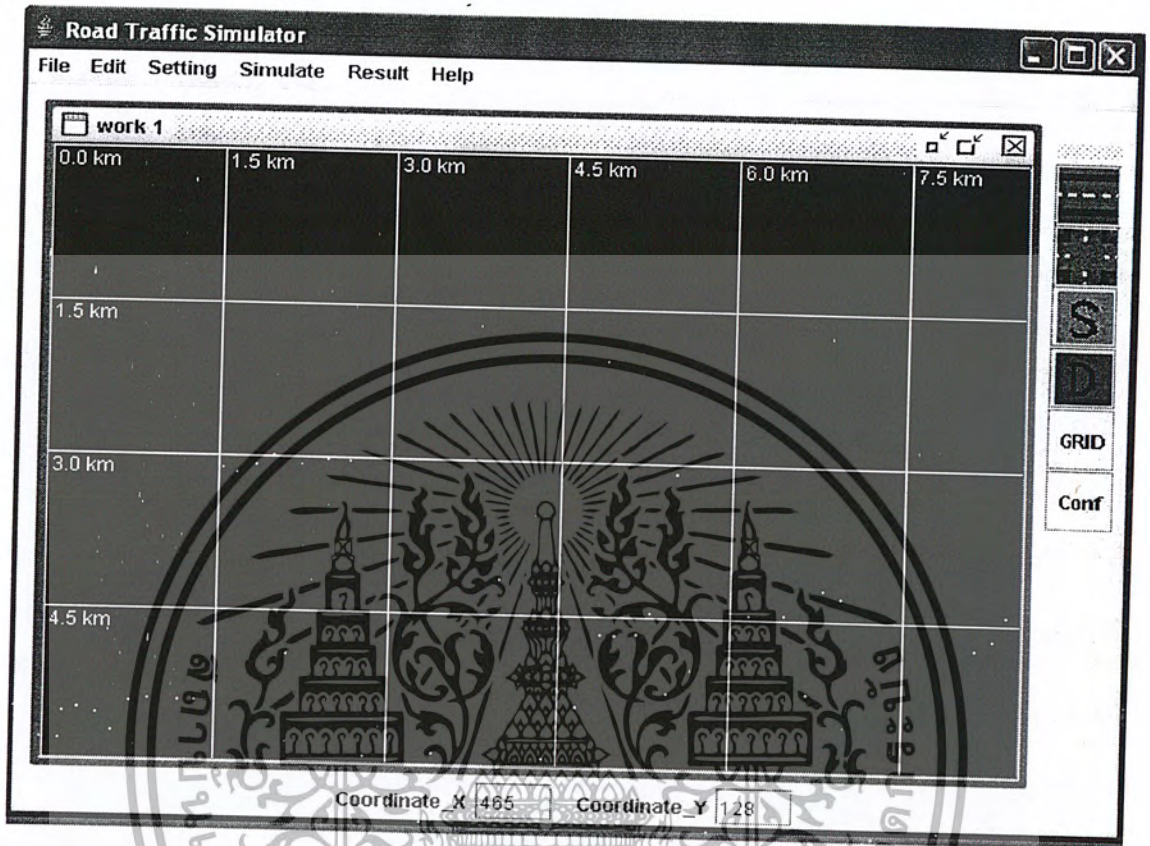 Road Traffic Simulator
File Edit Setting Simulate Result Help
work 1
0.0 km 1.5 km 3.0 km 4.5 km 6.0 km 7.5 km
1.5 km
3.0 km
4.5 km
S
D
GRID
Conf
Coordinate_X 465 Coordinate_Y 128